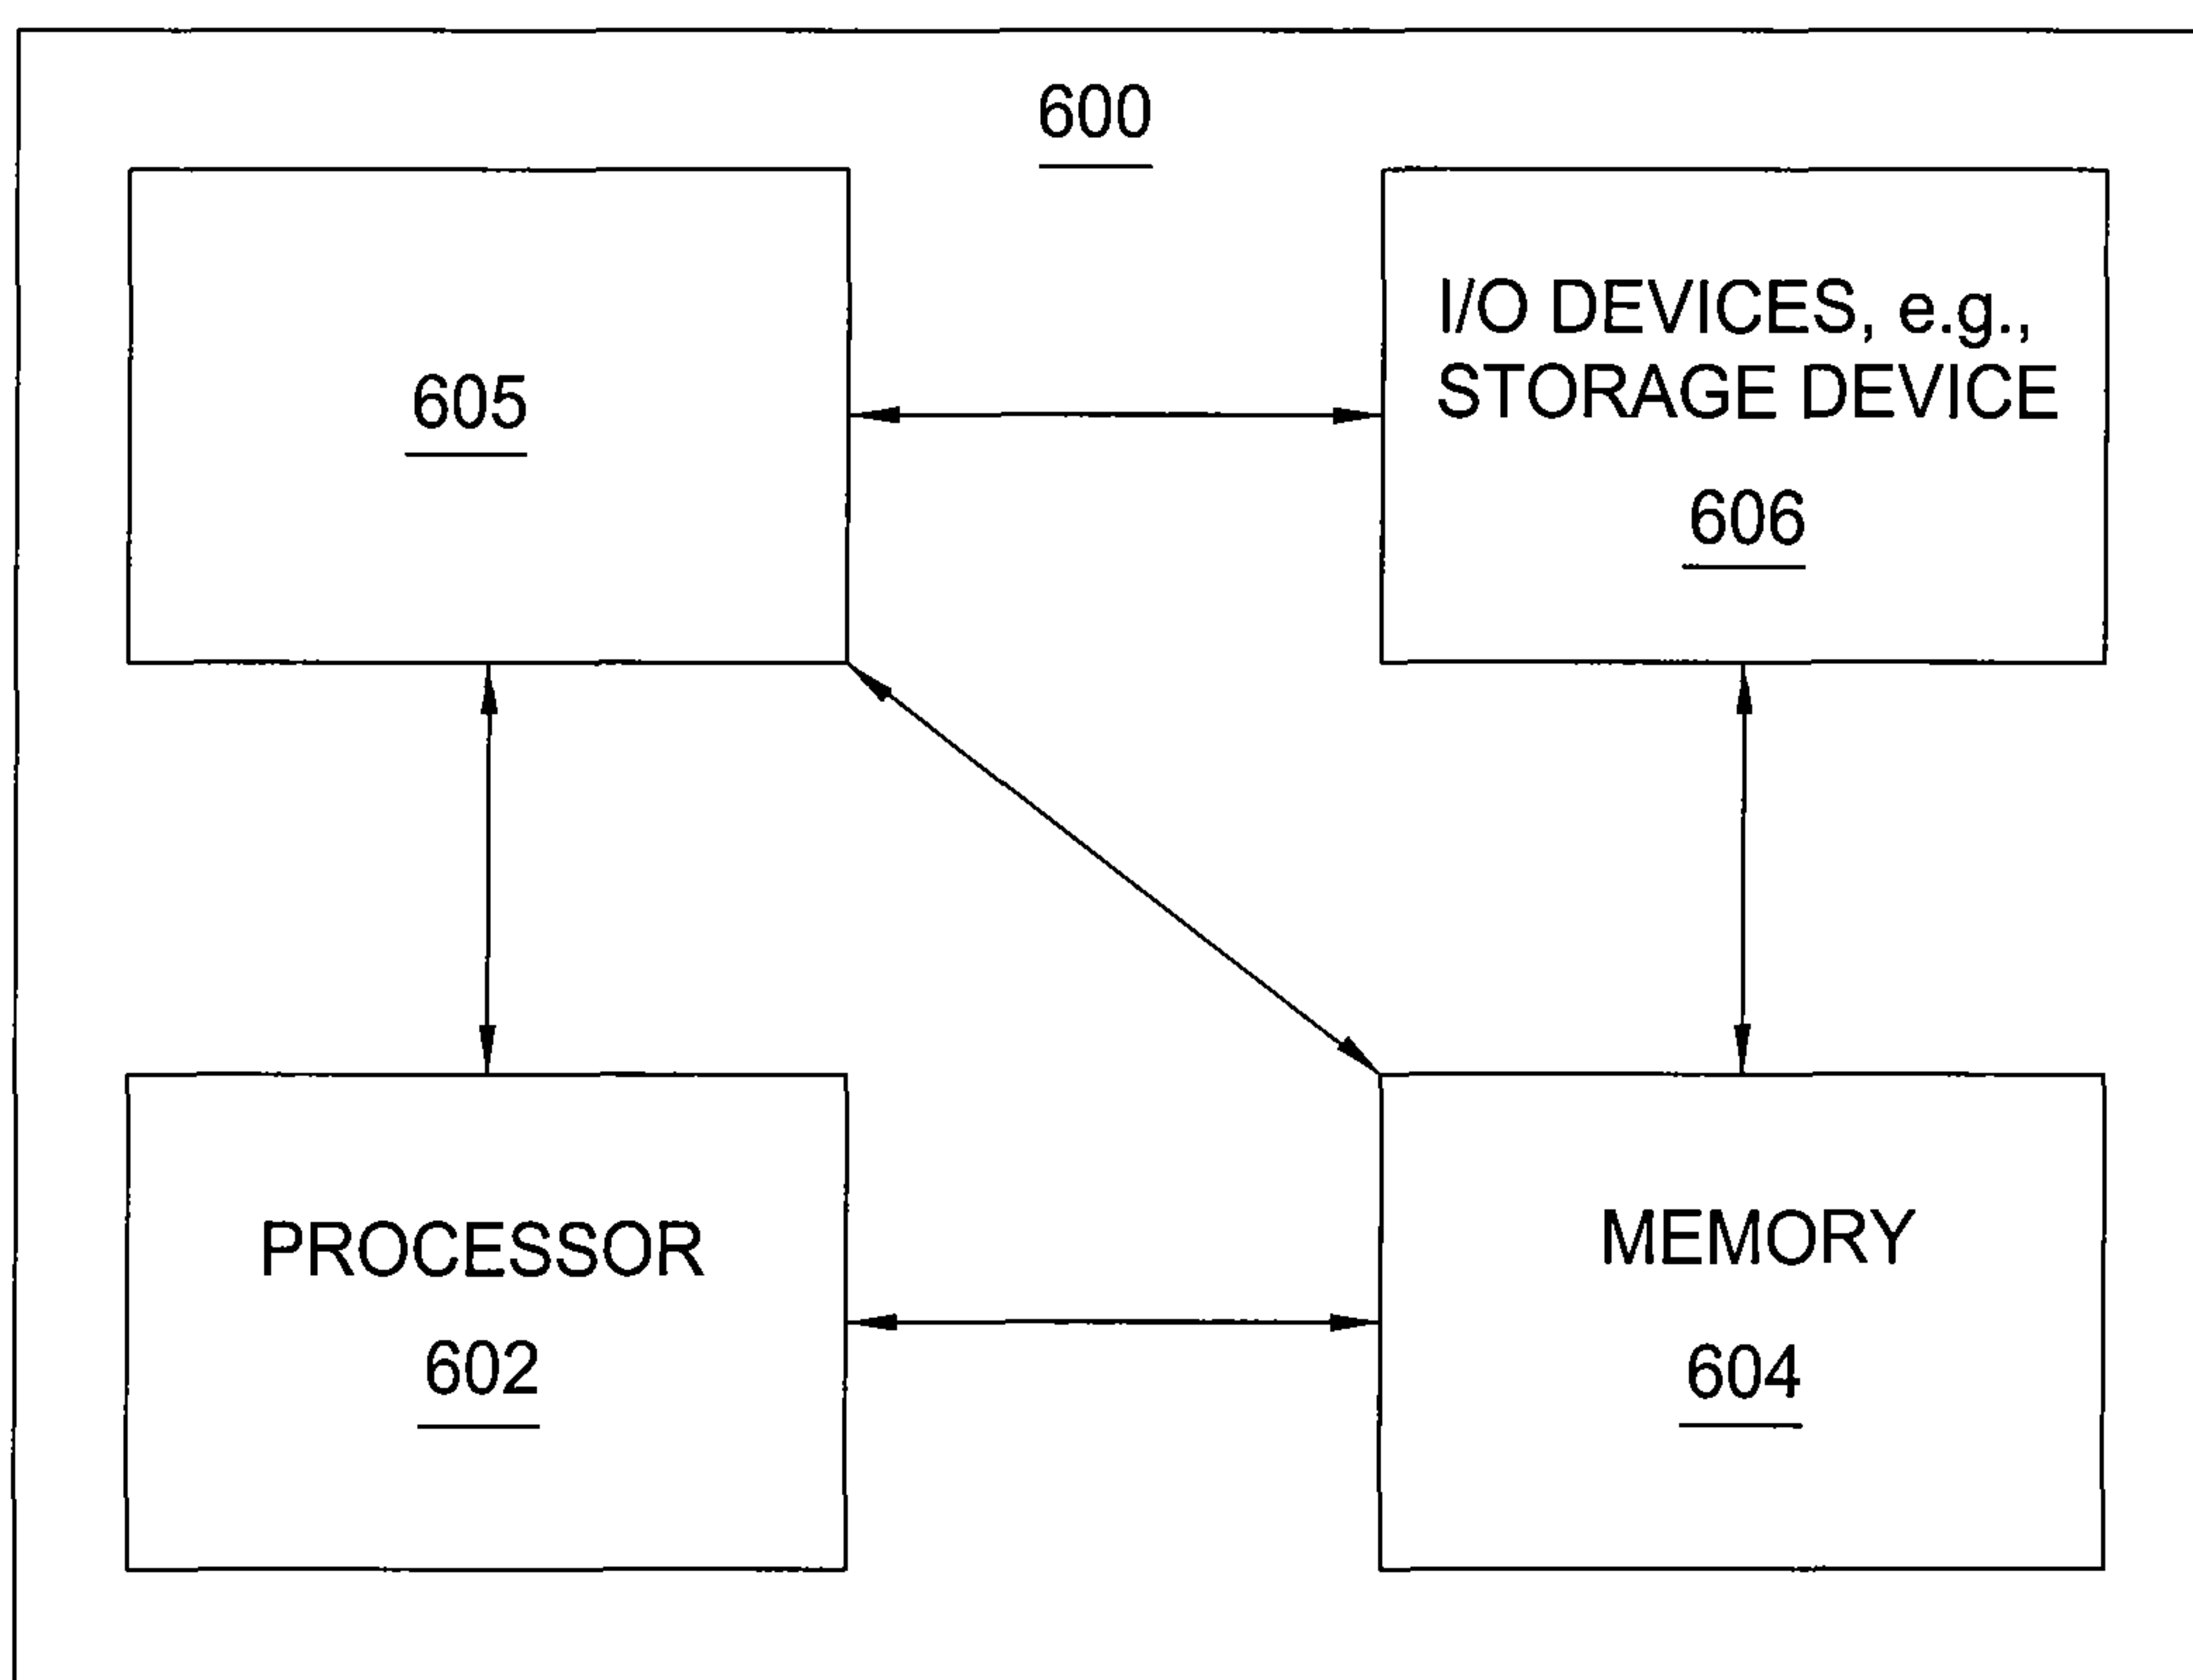 600
605
I/O DEVICES, e.g.,
STORAGE DEVICE
606
PROCESSOR
602
MEMORY
604